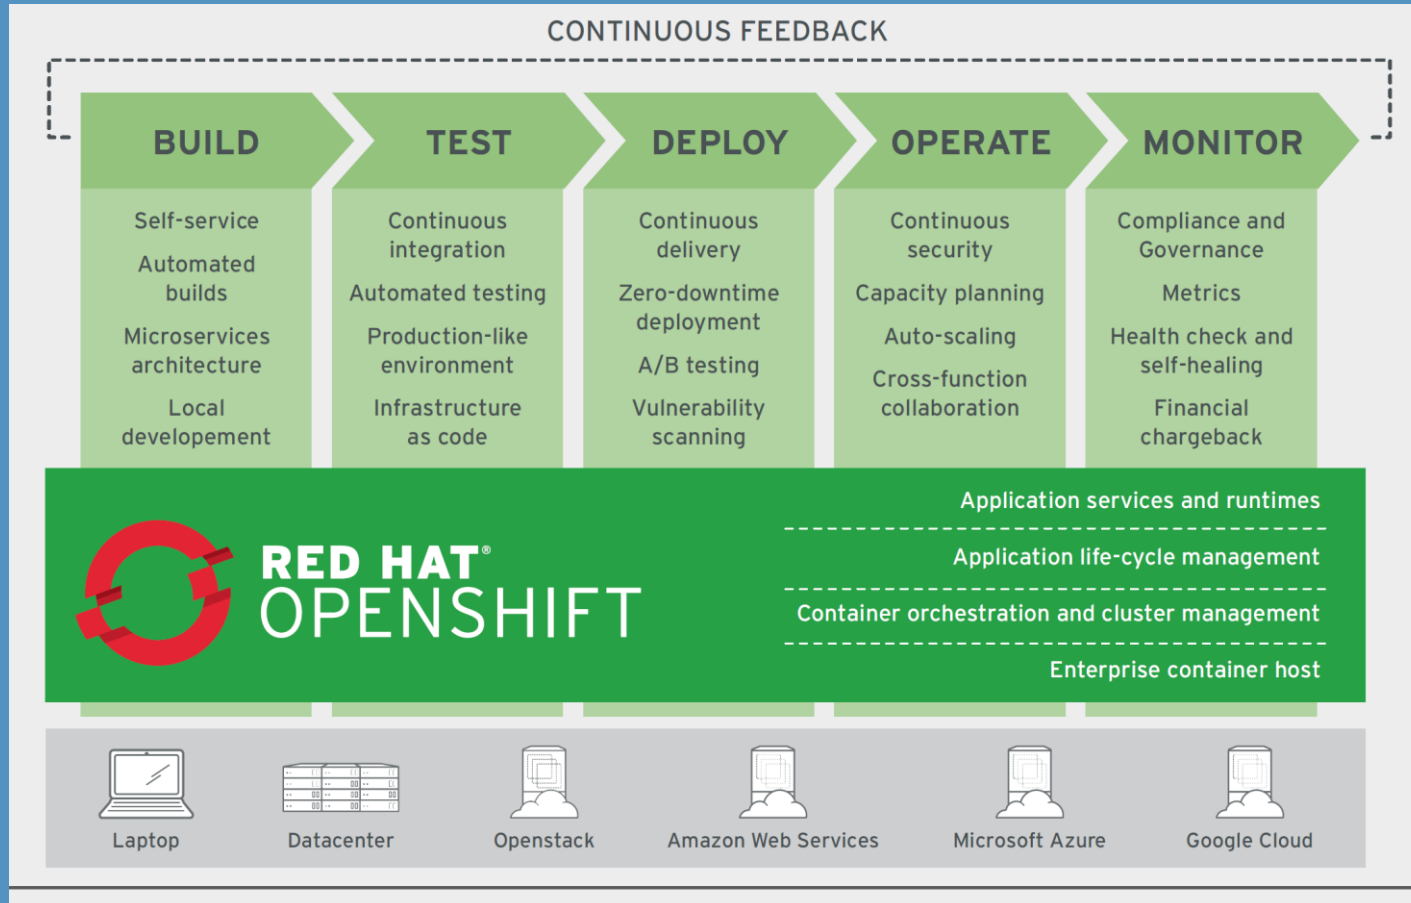 CONTINUOUS FEEDBACK
BUILD
Self-service
Automated
builds
Microservices
architecture
Local
developement
TEST
Continuous
integration
Automated testing
Production-like
environment
Infrastructure
as code
DEPLOY
Continuous
delivery
Zero-downtime
deployment
A/B testing
Vulnerability
scanning
OPERATE
Continuous
security
Capacity planning
Auto-scaling
Cross-function
collaboration
MONITOR
Compliance and
Governance
Metrics
Health check and
self-healing
Financial
chargeback
RED HAT®
OPENSHIFT
Application services and runtimes
Application life-cycle management
Container orchestration and cluster management
Enterprise container host
Laptop
Datacenter
Openstack
Amazon Web Services
Microsoft Azure
Google Cloud